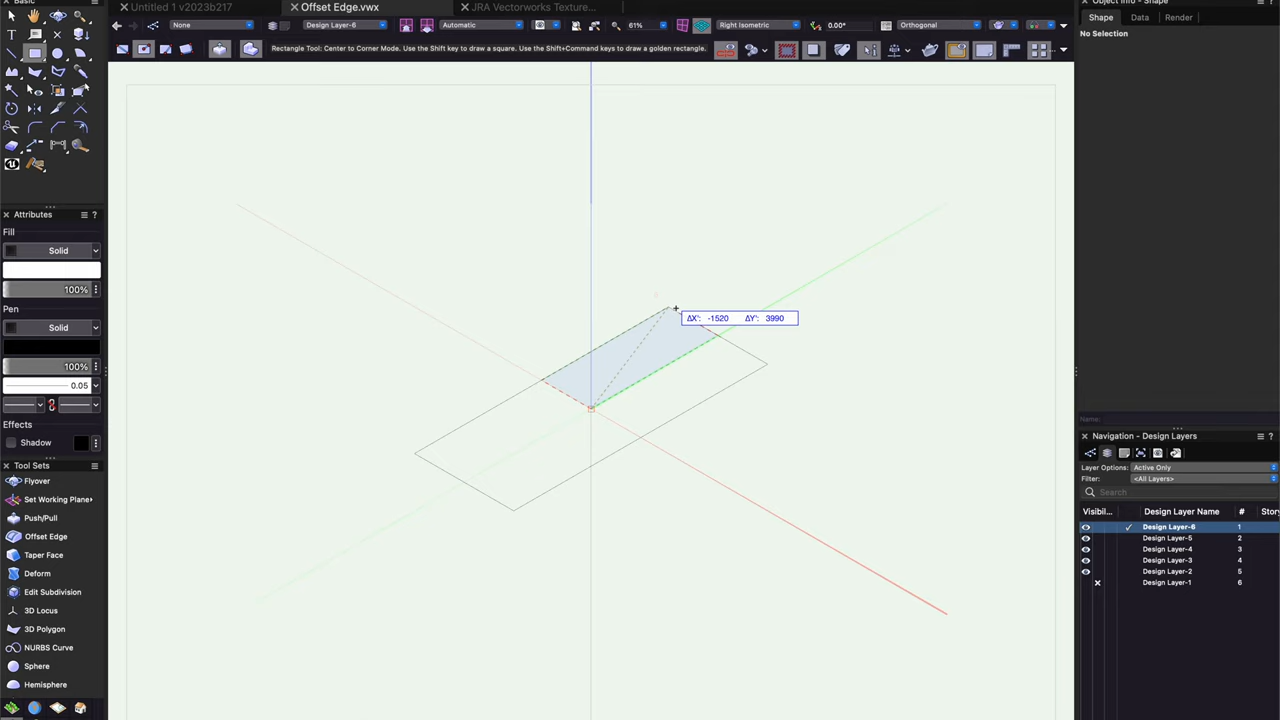 Basic
Untitled 1 v2023b217
Offset Edge.vwx
JRA Vectorworks Texture...
Object Info - Shape
None
Design Layer-6
Automatic
61%
Right Isometric
0.00°
Orthogonal
Shape
Data
Render
No Selection
Rectangle Tool: Center to Corner Mode. Use the Shift key to draw a square. Use the Shift+Command keys to draw a golden rectangle.
Attributes
?
Fill
Solid
100%
Pen
Solid
100%
0.05
Effects
Shadow
Tool Sets
Flyover
Set Working Plane
Push/Pull
Offset Edge
Taper Face
Deform
Edit Subdivision
3D Locus
3D Polygon
NURBS Curve
Sphere
Hemisphere
ΔX': -1520 ΔY': 3990
Name:
Navigation - Design Layers
?
Layer Options: Active Only
Filter: <All Layers>
Search
Visibil... Design Layer Name # Story
Design Layer-6 1
Design Layer-5 2
Design Layer-4 3
Design Layer-3 4
Design Layer-2 5
Design Layer-1 6